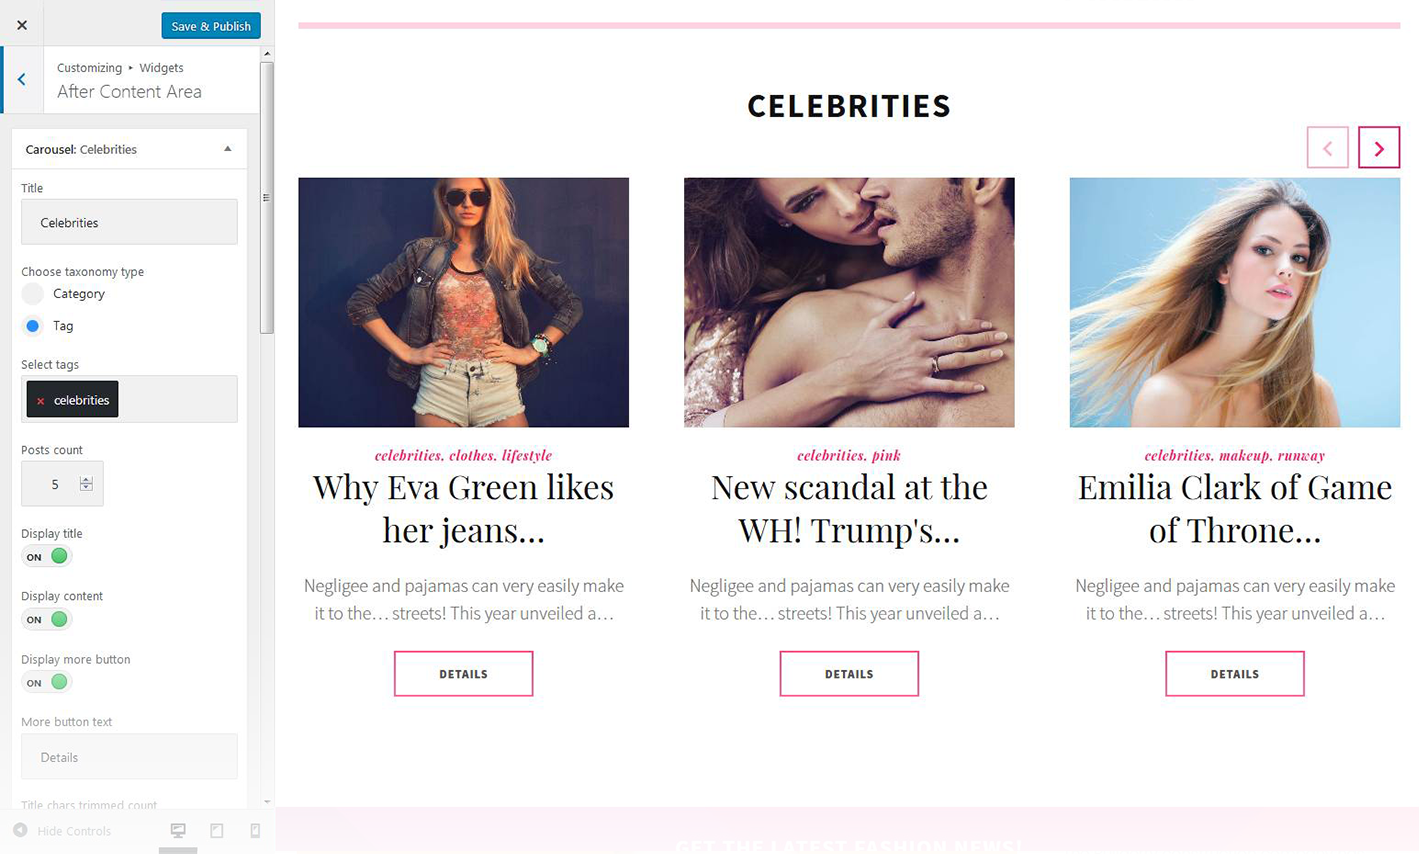 Save & Publish
Customizing ▸ Widgets
After Content Area
Carousel: Celebrities
Title
Celebrities
Choose taxonomy type
Category
Tag
Select tags
× celebrities
Posts count
5
Display title
ON
Display content
ON
Display more button
ON
More button text
Details
Title chars trimmed count
Hide Controls
CELEBRITIES
celebrities, clothes, lifestyle
Why Eva Green likes
her jeans...
Negligee and pajamas can very easily make
it to the... streets! This year unveiled a...
DETAILS
celebrities, pink
New scandal at the
WH! Trump's...
Negligee and pajamas can very easily make
it to the... streets! This year unveiled a...
DETAILS
celebrities, makeup, runway
Emilia Clark of Game
of Throne...
Negligee and pajamas can very easily make
it to the... streets! This year unveiled a...
DETAILS
GET THE LATEST FASHION NEWS!